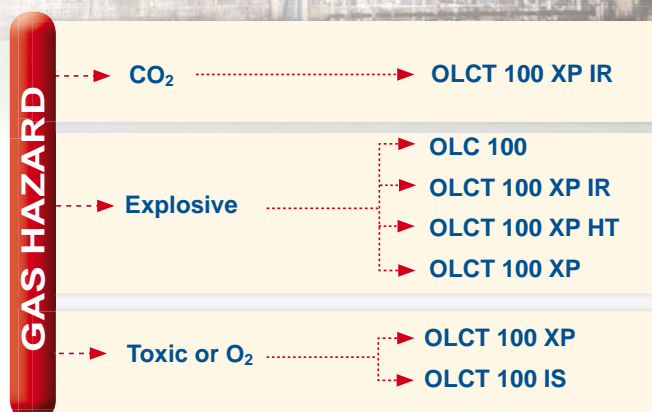 GAS HAZARD
CO₂
OLCT 100 XP IR
Explosive
OLC 100
OLCT 100 XP IR
OLCT 100 XP HT
OLCT 100 XP
Toxic or O₂
OLCT 100 XP
OLCT 100 IS